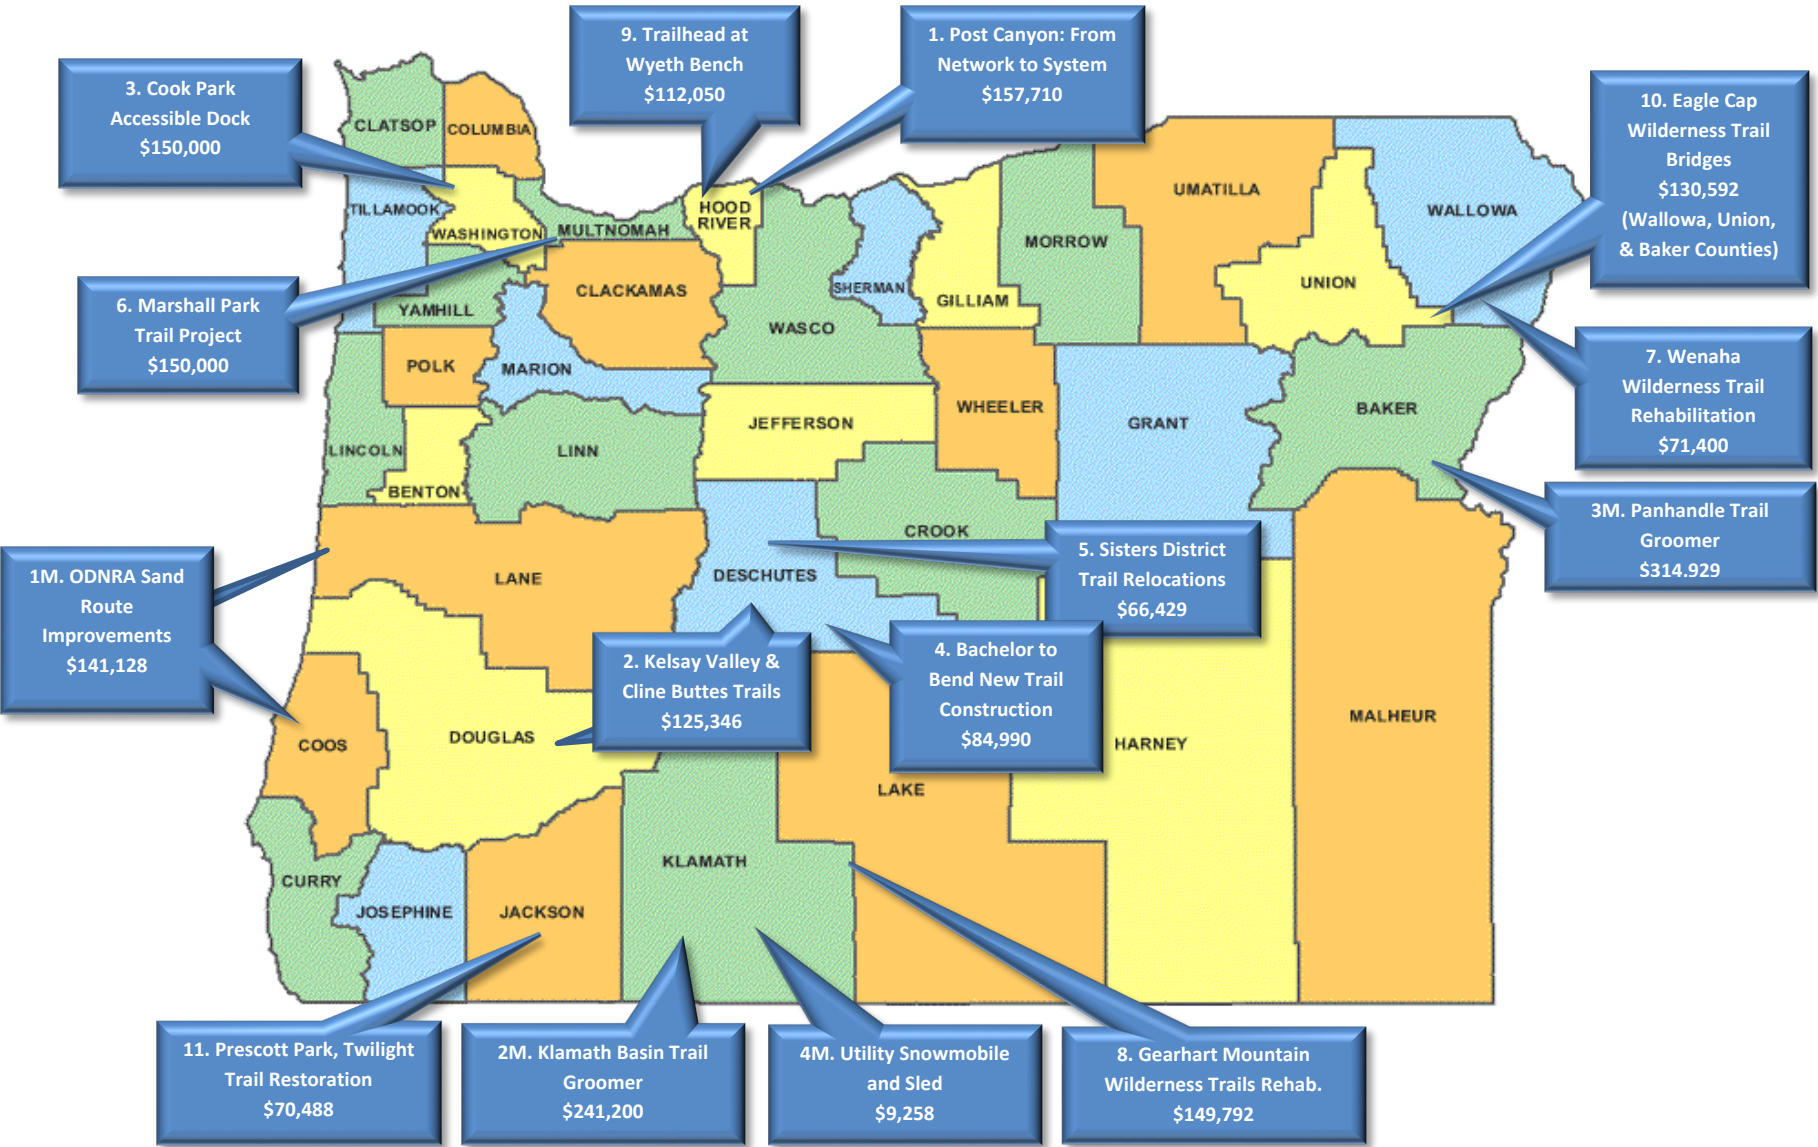 9. Trailhead at
Wyeth Bench
$112,050
1. Post Canyon: From
Network to System
$157,710
3. Cook Park
Accessible Dock
$150,000
10. Eagle Cap
Wilderness Trail
Bridges
$130,592
(Wallowa, Union,
& Baker Counties)
CLATSOP
COLUMBIA
TILLAMOOK
WASHINGTON
MULTNOMAH
HOOD
RIVER
UMATILLA
WALLOWA
MORROW
UNION
CLACKAMAS
SHERMAN
GILLIAM
YAMHILL
WASCO
6. Marshall Park
Trail Project
$150,000
7. Wenaha
Wilderness Trail
Rehabilitation
$71,400
POLK
MARION
JEFFERSON
WHEELER
GRANT
BAKER
LINCOLN
LINN
BENTON
CROOK
3M. Panhandle Trail
Groomer
$314.929
1M. ODNRA Sand
Route
Improvements
$141,128
LANE
DESCHUTES
5. Sisters District
Trail Relocations
$66,429
2. Kelsay Valley &
Cline Buttes Trails
$125,346
4. Bachelor to
Bend New Trail
Construction
$84,990
COOS
DOUGLAS
HARNEY
MALHEUR
LAKE
KLAMATH
CURRY
JOSEPHINE
JACKSON
11. Prescott Park, Twilight
Trail Restoration
$70,488
2M. Klamath Basin Trail
Groomer
$241,200
4M. Utility Snowmobile
and Sled
$9,258
8. Gearhart Mountain
Wilderness Trails Rehab.
$149,792